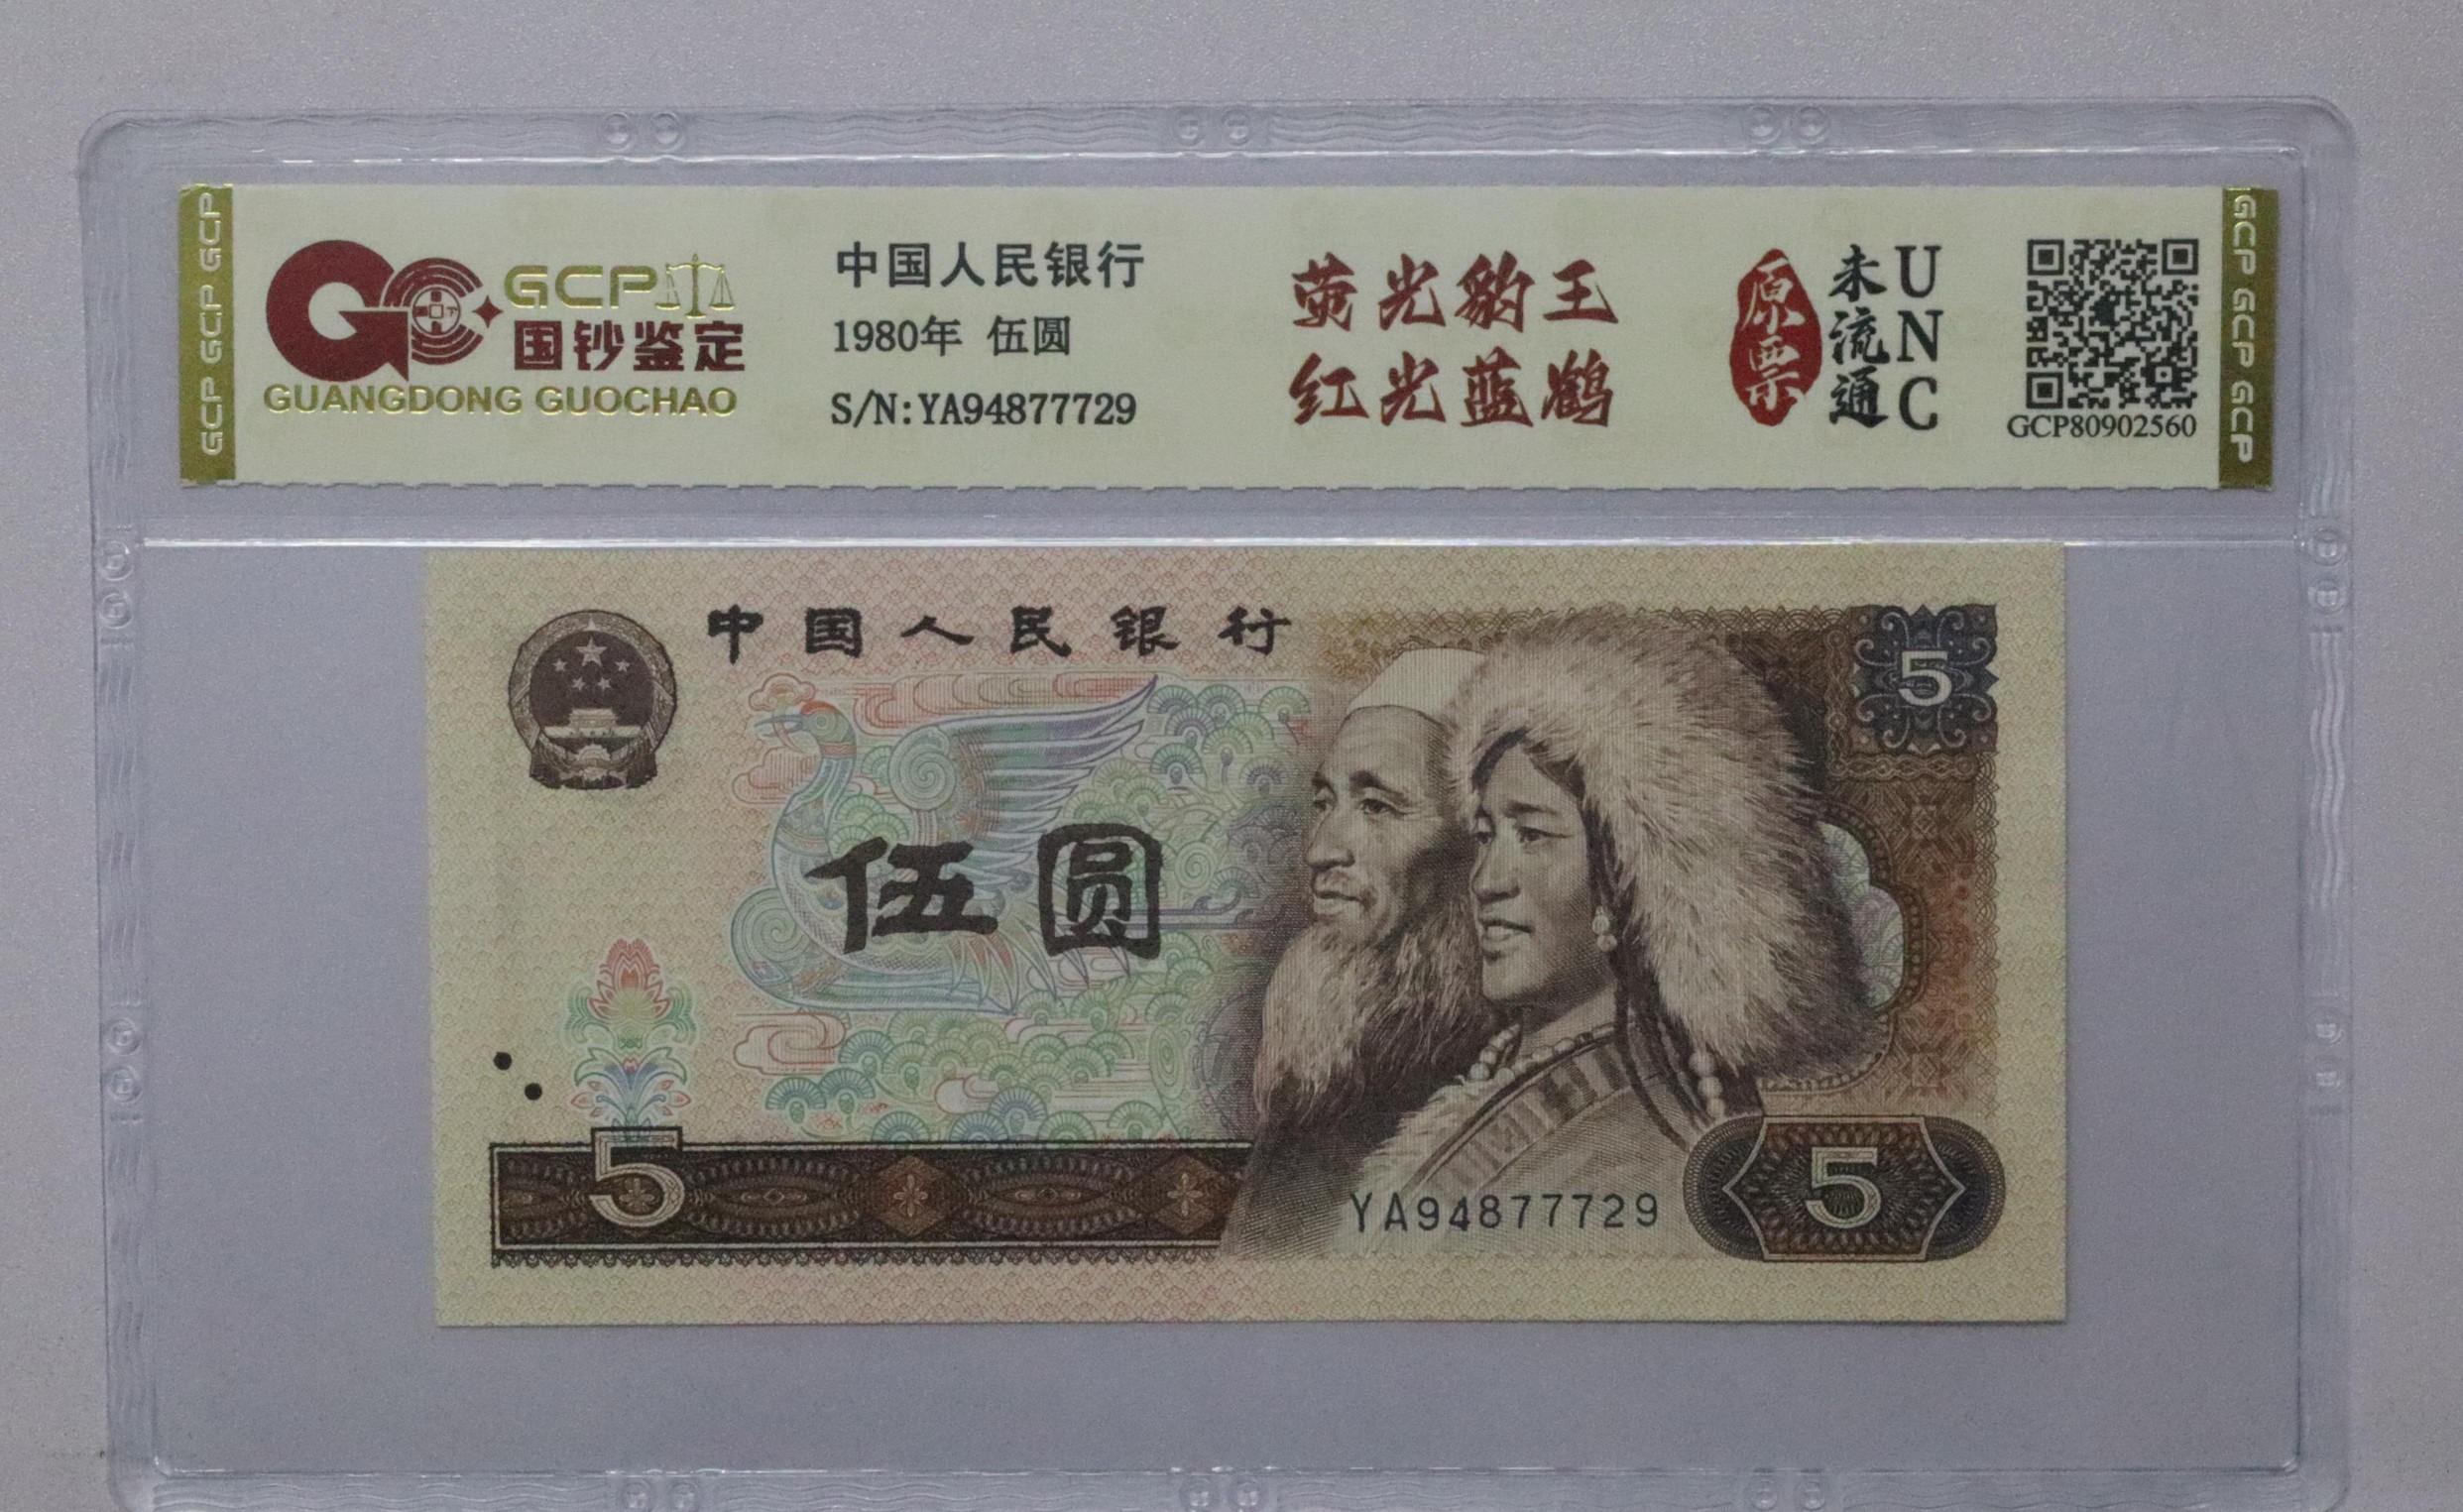 GCP GCP GCP
GCP
国钞鉴定
GUANGDONG GUOCHAO
中国人民银行
1980年 伍圆
S/N:YA94877729
荧光豹王
红光蓝鹤
原票
未流通
UNC
GCP80902560
GCP GCP GCP
中国人民银行
5
伍圆
5
YA94877729
5